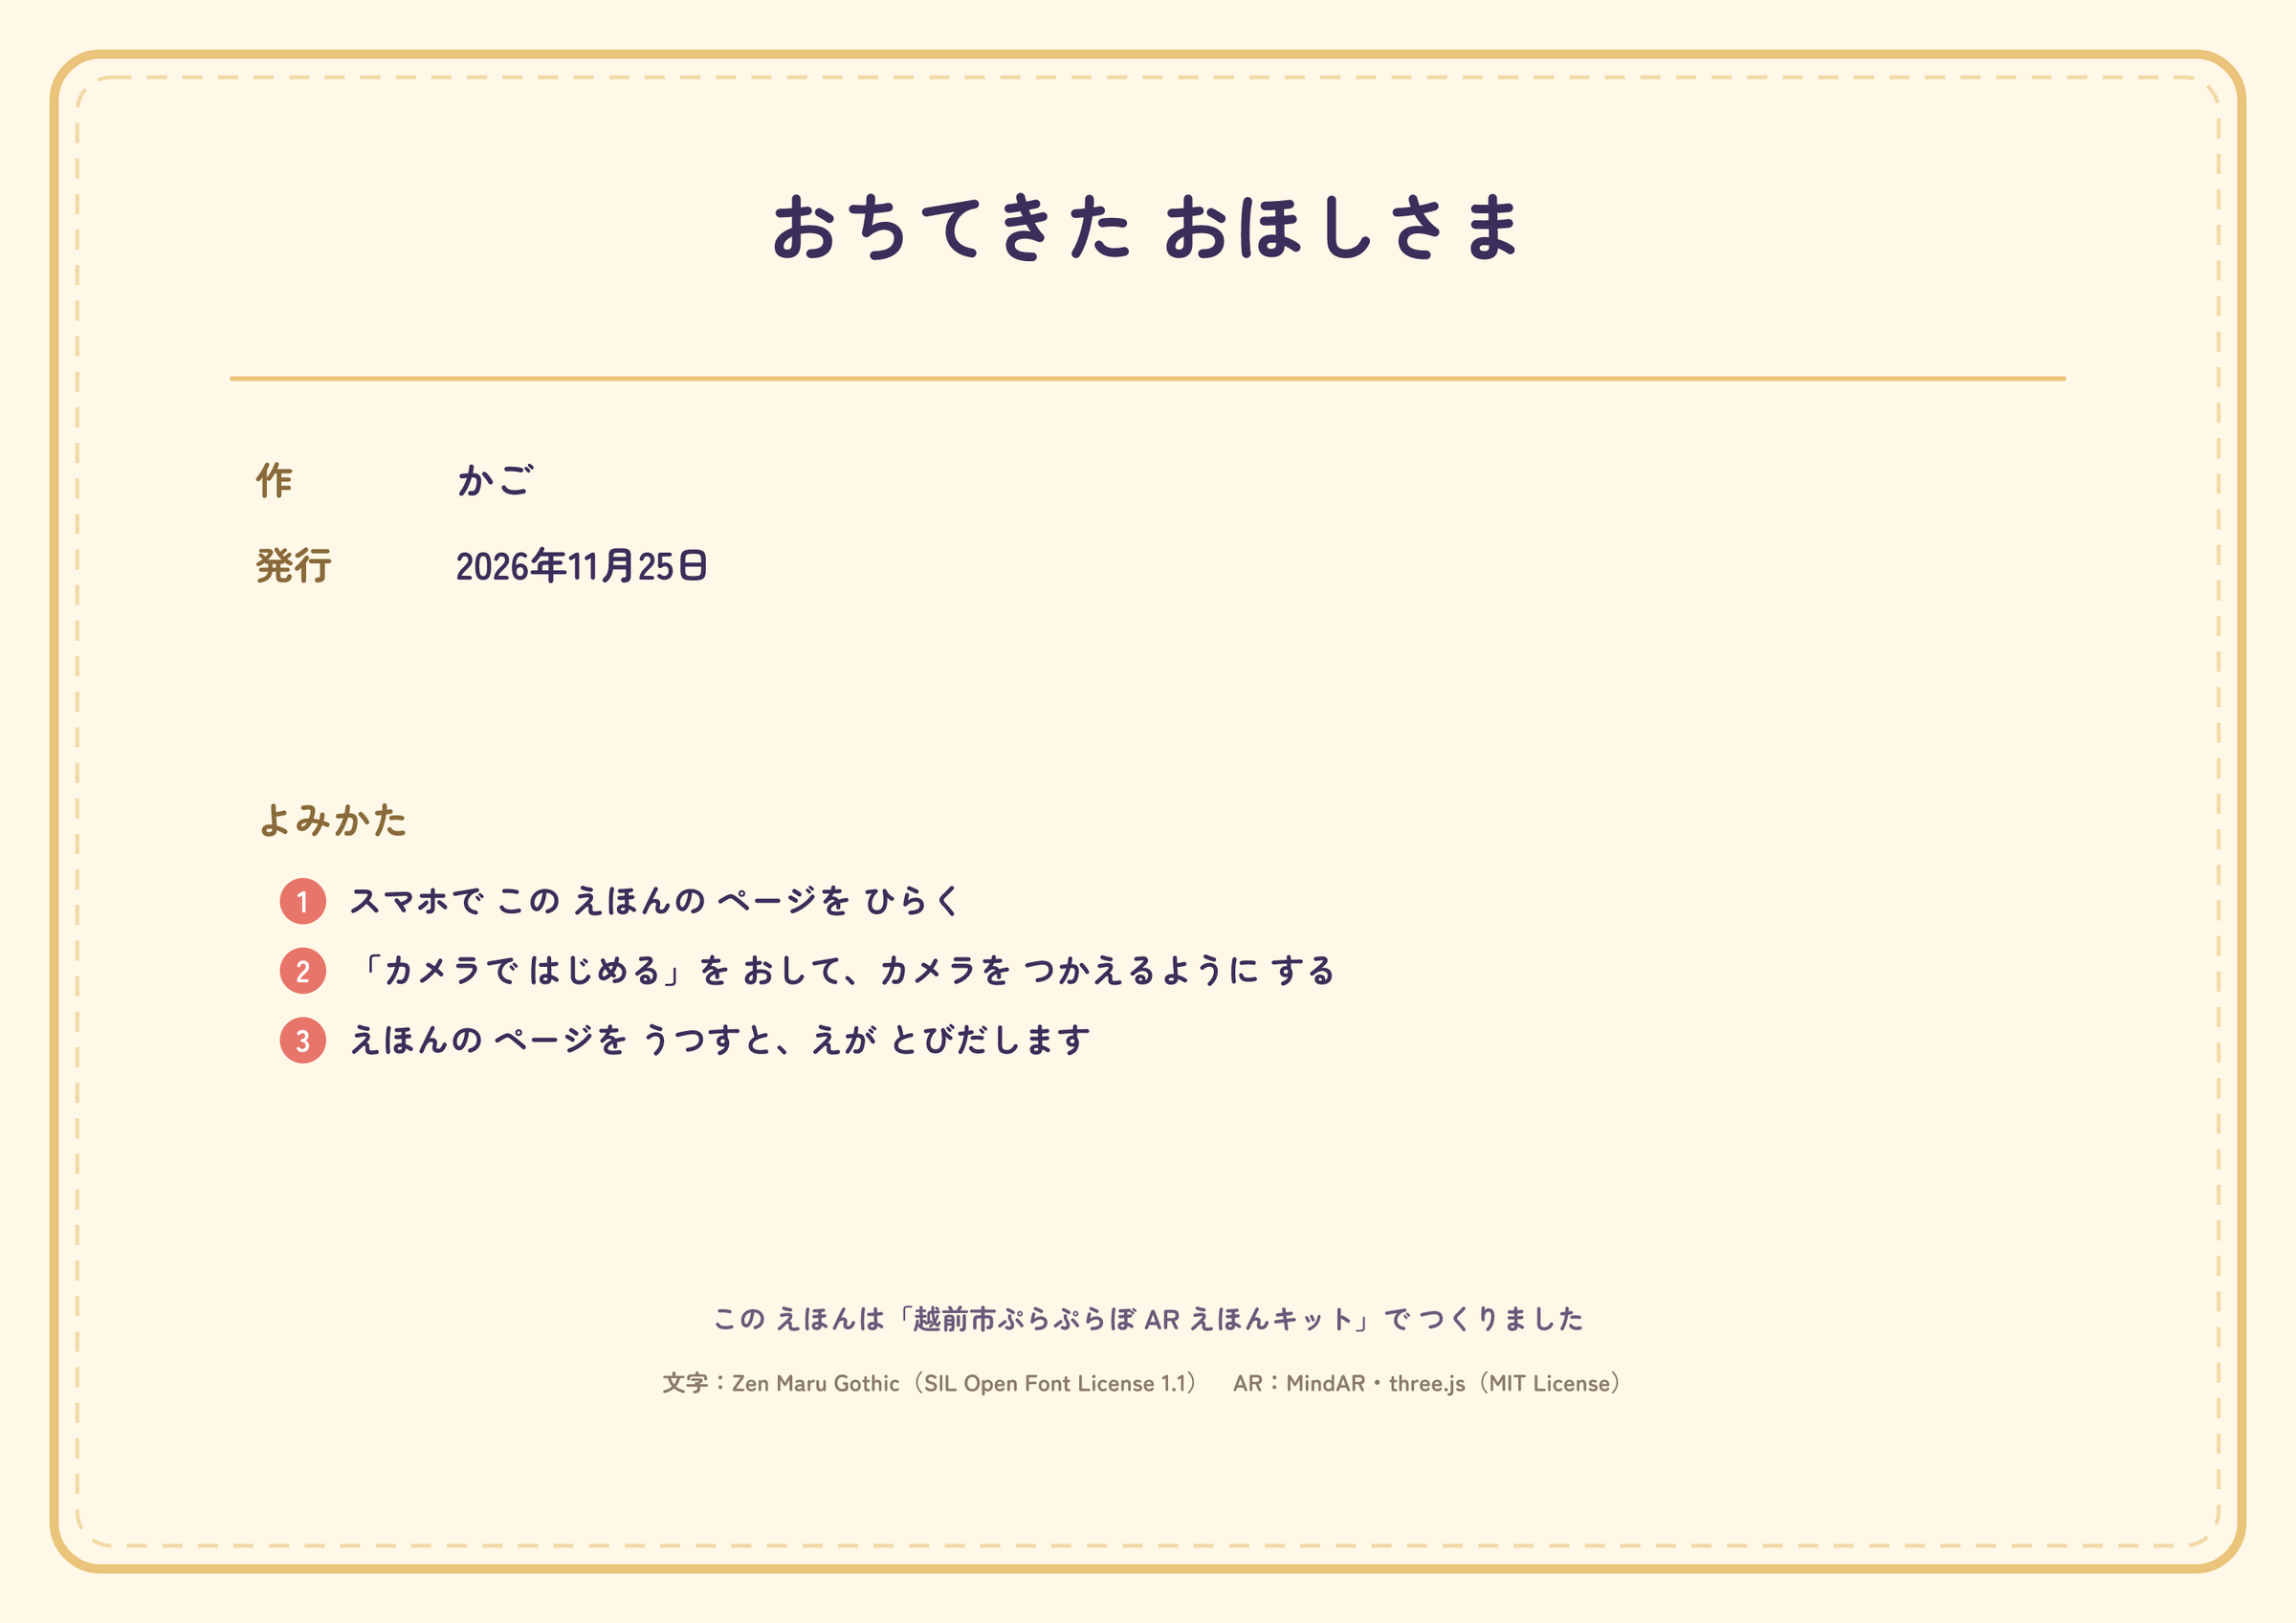 おちてきた おほしさま
作 かご
発行 2026年11月25日
よみかた
1 スマホで この えほんの ページを ひらく
2 「カメラで はじめる」を おして、カメラを つかえるように する
3 えほんの ページを うつすと、えが とびだします
この えほんは「越前市ぷらぷらぼ AR えほんキット」で つくりました
文字：Zen Maru Gothic（SIL Open Font License 1.1） AR：MindAR・three.js（MIT License）